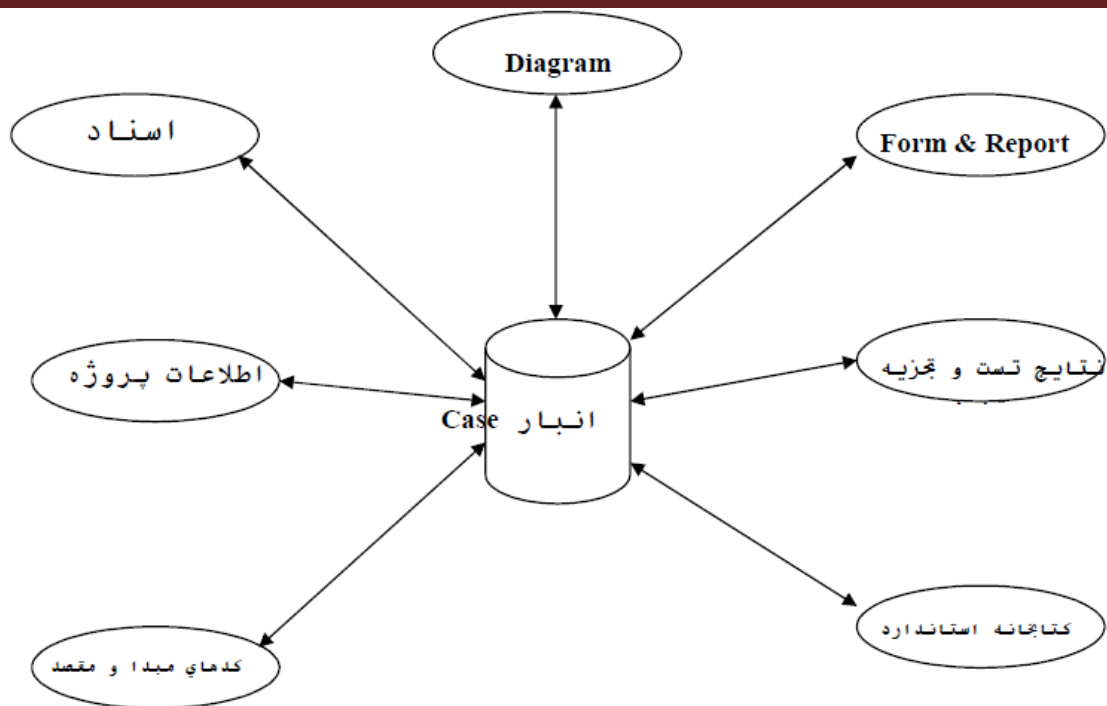 Diagram
اسناد
Form & Report
اطلاعات پروژه
نتایج تست و تجزیه
انبار Case
کتابخانه استاندارد
کدهاي مبدا و مقصد